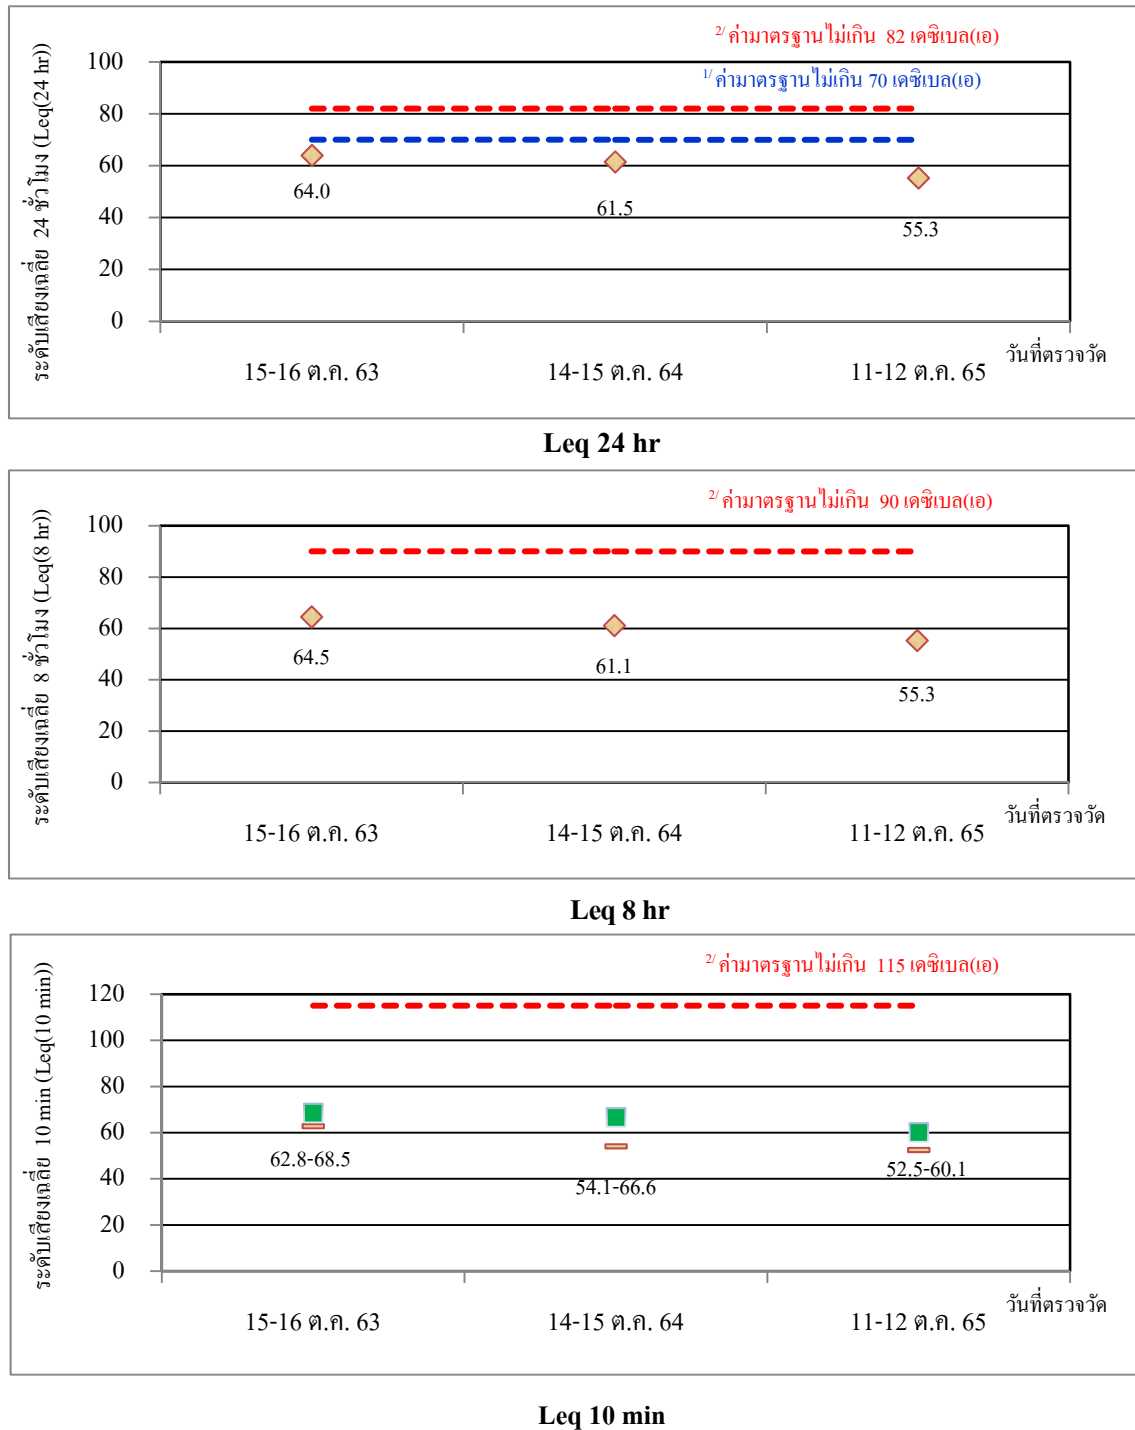 2/ ค่ามาตรฐานไม่เกิน 82 เดซิเบล(เอ)
1/ ค่ามาตรฐานไม่เกิน 70 เดซิเบล(เอ)
ระดับเสียงเฉลี่ย 24 ชั่วโมง (Leq(24 hr))
100
80
60
40
20
0
64.0
61.5
55.3
15-16 ต.ค. 63
14-15 ต.ค. 64
11-12 ต.ค. 65
วันที่ตรวจวัด
Leq 24 hr
2/ ค่ามาตรฐานไม่เกิน 90 เดซิเบล(เอ)
ระดับเสียงเฉลี่ย 8 ชั่วโมง (Leq(8 hr))
100
80
60
40
20
0
64.5
61.1
55.3
15-16 ต.ค. 63
14-15 ต.ค. 64
11-12 ต.ค. 65
วันที่ตรวจวัด
Leq 8 hr
2/ ค่ามาตรฐานไม่เกิน 115 เดซิเบล(เอ)
ระดับเสียงเฉลี่ย 10 min (Leq(10 min))
120
100
80
60
40
20
0
62.8-68.5
54.1-66.6
52.5-60.1
15-16 ต.ค. 63
14-15 ต.ค. 64
11-12 ต.ค. 65
วันที่ตรวจวัด
Leq 10 min